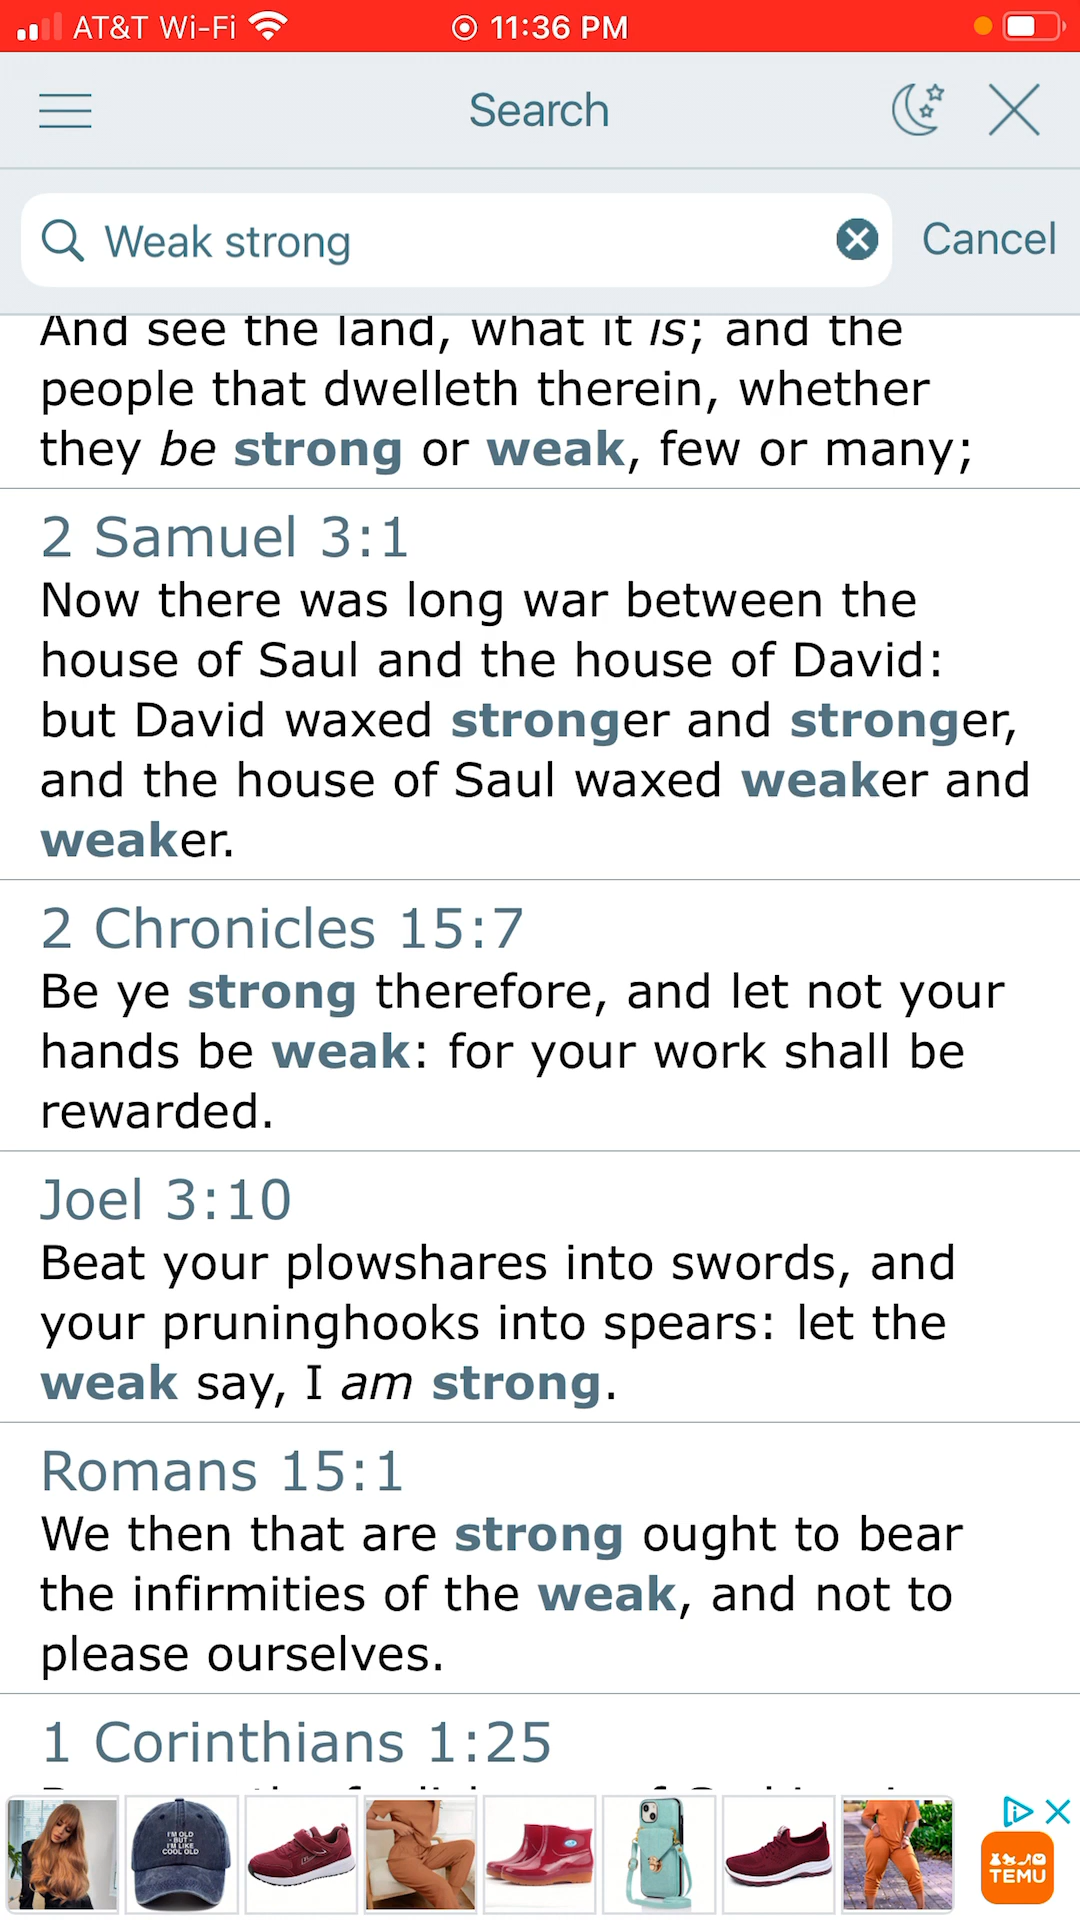 AT&T Wi-Fi 11:36 PM
Search
Weak strong Cancel
And see the land, what it is; and the
people that dwelleth therein, whether
they be strong or weak, few or many;
2 Samuel 3:1
Now there was long war between the
house of Saul and the house of David:
but David waxed stronger and stronger,
and the house of Saul waxed weaker and
weaker.
2 Chronicles 15:7
Be ye strong therefore, and let not your
hands be weak: for your work shall be
rewarded.
Joel 3:10
Beat your plowshares into swords, and
your pruninghooks into spears: let the
weak say, I am strong.
Romans 15:1
We then that are strong ought to bear
the infirmities of the weak, and not to
please ourselves.
1 Corinthians 1:25
I'M OLD
-BUT-
I'M LIKE
COOL OLD
TEMU